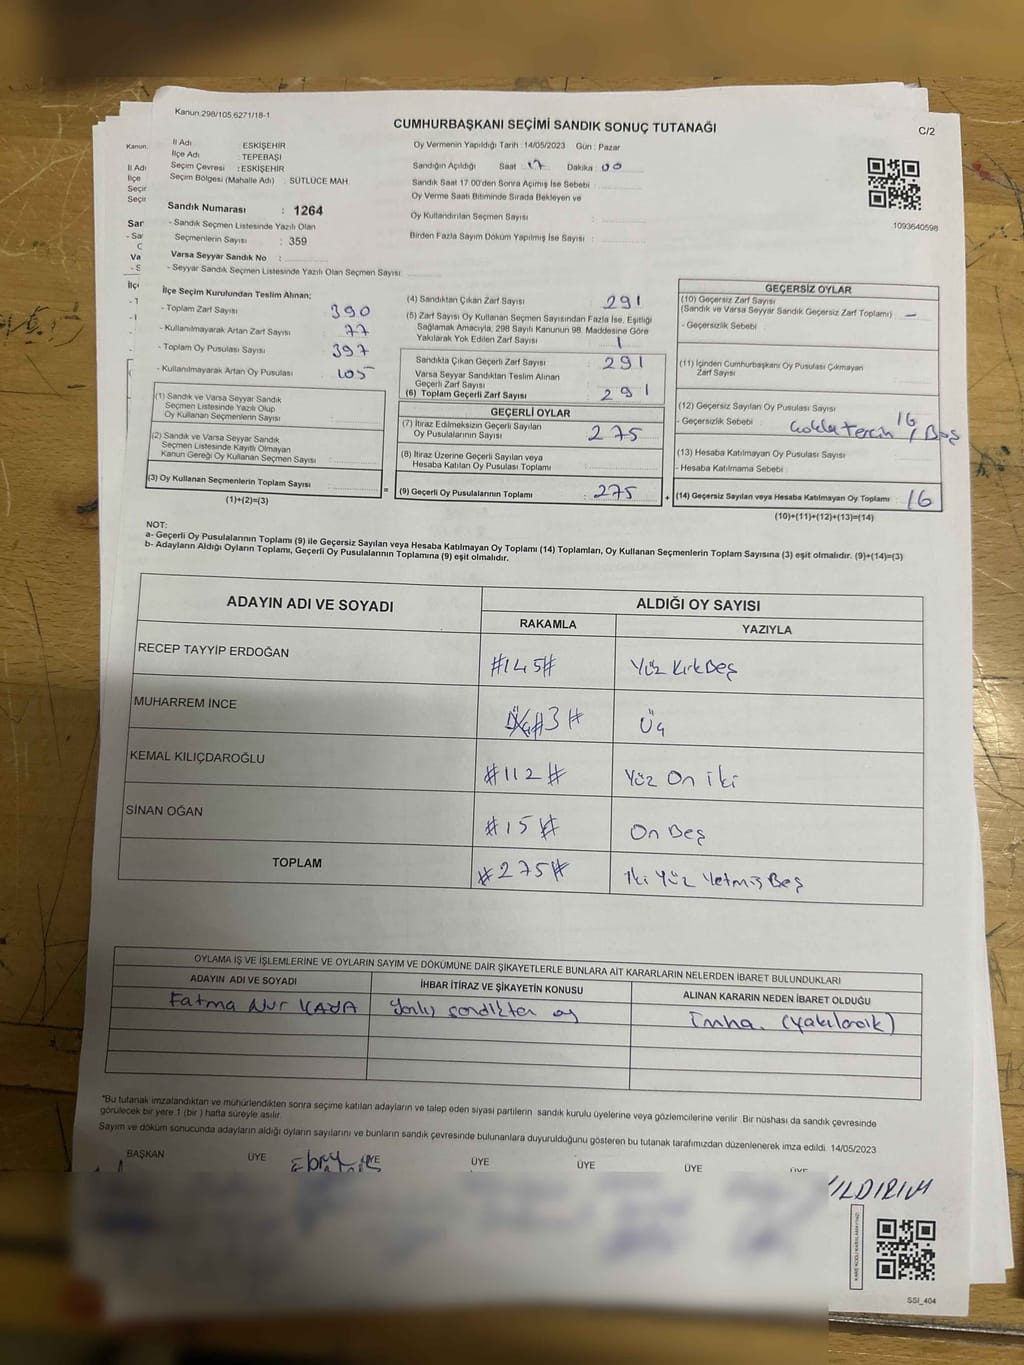 Kanun.298/105.6271/18-1
CUMHURBAŞKANI SEÇİMİ SANDIK SONUÇ TUTANAĞI
C/2
İl Adı ESKİŞEHİR
İlçe Adı TEPEBAŞI
Seçim Çevresi : ESKİŞEHİR
Seçim Bölgesi (Mahalle Adı) : SÜTLÜCE MAH
Oy Vermenin Yapıldığı Tarih : 14/05/2023 Gün : Pazar
Sandığın Açıldığı Saat 17 Dakika : 00
Sandık Saat 17.00'den Sonra Açımış İse Sebebi :
Oy Verme Saati Bitiminde Sırada Bekleyen ve
Oy Kullandırılan Seçmen Sayısı :
Birden Fazla Sayım Döküm Yapılmış İse Sayısı :
1093640598
Sandık Numarası : 1264
- Sandık Seçmen Listesinde Yazılı Olan
Seçmenlerin Sayısı : 359
Varsa Seyyar Sandık No :
- Seyyar Sandık Seçmen Listesinde Yazılı Olan Seçmen Sayısı
İlçe Seçim Kurulundan Teslim Alınan;
- Toplam Zarf Sayısı 390
- Kullanılmayarak Artan Zarf Sayısı 77
- Toplam Oy Pusulası Sayısı 397
- Kullanılmayarak Artan Oy Pusulası 105
(1) Sandık ve Varsa Seyyar Sandık
Seçmen Listesinde Yazılı Olup
Oy Kullanan Seçmenlerin Sayısı :
(2) Sandık ve Varsa Seyyar Sandık
Seçmen Listesinde Kayıtlı Olmayan
Kanun Gereği Oy Kullanan Seçmen Sayısı :
(3) Oy Kullanan Seçmenlerin Toplam Sayısı
(1)+(2)=(3)
=
(4) Sandıktan Çıkan Zarf Sayısı 291
(5) Zarf Sayısı Oy Kullanan Seçmen Sayısından Fazla İse, Eşitliği
Sağlamak Amacıyla, 298 Sayılı Kanunun 98. Maddesine Göre
Yakılarak Yok Edilen Zarf Sayısı 1
Sandıkta Çıkan Geçerli Zarf Sayısı 291
Varsa Seyyar Sandıktan Teslim Alınan
Geçerli Zarf Sayısı
(6) Toplam Geçerli Zarf Sayısı 291
GEÇERLİ OYLAR
(7) İtiraz Edilmeksizin Geçerli Sayılan
Oy Pusulalarının Sayısı : 275
(8) İtiraz Üzerine Geçerli Sayılan veya
Hesaba Katılan Oy Pusulası Toplamı :
(9) Geçerli Oy Pusulalarının Toplamı : 275
+
GEÇERSİZ OYLAR
(10) Geçersiz Zarf Sayısı
(Sandık ve Varsa Seyyar Sandık Geçersiz Zarf Toplamı) : —
- Geçersizlik Sebebi :
(11) İçinden Cumhurbaşkanı Oy Pusulası Çıkmayan
Zarf Sayısı :
(12) Geçersiz Sayılan Oy Pusulası Sayısı : 16
- Geçersizlik Sebebi : Çokla tercih / Boş
(13) Hesaba Katılmayan Oy Pusulası Sayısı :
- Hesaba Katılmama Sebebi :
(14) Geçersiz Sayılan veya Hesaba Katılmayan Oy Toplamı : 16
(10)+(11)+(12)+(13)=(14)
NOT:
a- Geçerli Oy Pusulalarının Toplamı (9) ile Geçersiz Sayılan veya Hesaba Katılmayan Oy Toplamı (14) Toplamları, Oy Kullanan Seçmenlerin Toplam Sayısına (3) eşit olmalıdır. (9)+(14)=(3)
b- Adayların Aldığı Oyların Toplamı, Geçerli Oy Pusulalarının Toplamına (9) eşit olmalıdır.
ADAYIN ADI VE SOYADI
ALDIĞI OY SAYISI
RAKAMLA
YAZIYLA
RECEP TAYYİP ERDOĞAN #145# Yüz Kırk Beş
MUHARREM İNCE #3# Üç
KEMAL KILIÇDAROĞLU #112# Yüz On iki
SİNAN OĞAN #15# On Beş
TOPLAM #275# İki Yüz Yetmiş Beş
OYLAMA İŞ VE İŞLEMLERİNE VE OYLARIN SAYIM VE DÖKÜMÜNE DAİR ŞİKAYETLERLE BUNLARA AİT KARARLARIN NELERDEN İBARET BULUNDUKLARI
ADAYIN ADI VE SOYADI
İHBAR İTİRAZ VE ŞİKAYETİN KONUSU
ALINAN KARARIN NEDEN İBARET OLDUĞU
Fatma Nur KAYA Yanlış sandıktan oy İmha. (yakılarak)
*Bu tutanak imzalandıktan ve mühürlendikten sonra seçime katılan adayların ve talep eden siyasi partilerin sandık kurulu üyelerine veya gözlemcilerine verilir. Bir nüshası da sandık çevresinde
görülecek bir yere 1 (bir) hafta süreyle asılır.
Sayım ve döküm sonucunda adayların aldığı oyların sayılarını ve bunların sandık çevresinde bulunanlara duyurulduğunu gösteren bu tutanak tarafımızdan düzenlenerek imza edildi. 14/05/2023
BAŞKAN ÜYE ÜYE ÜYE ÜYE ÜYE ÜYE
YILDIRIM
SSI_404